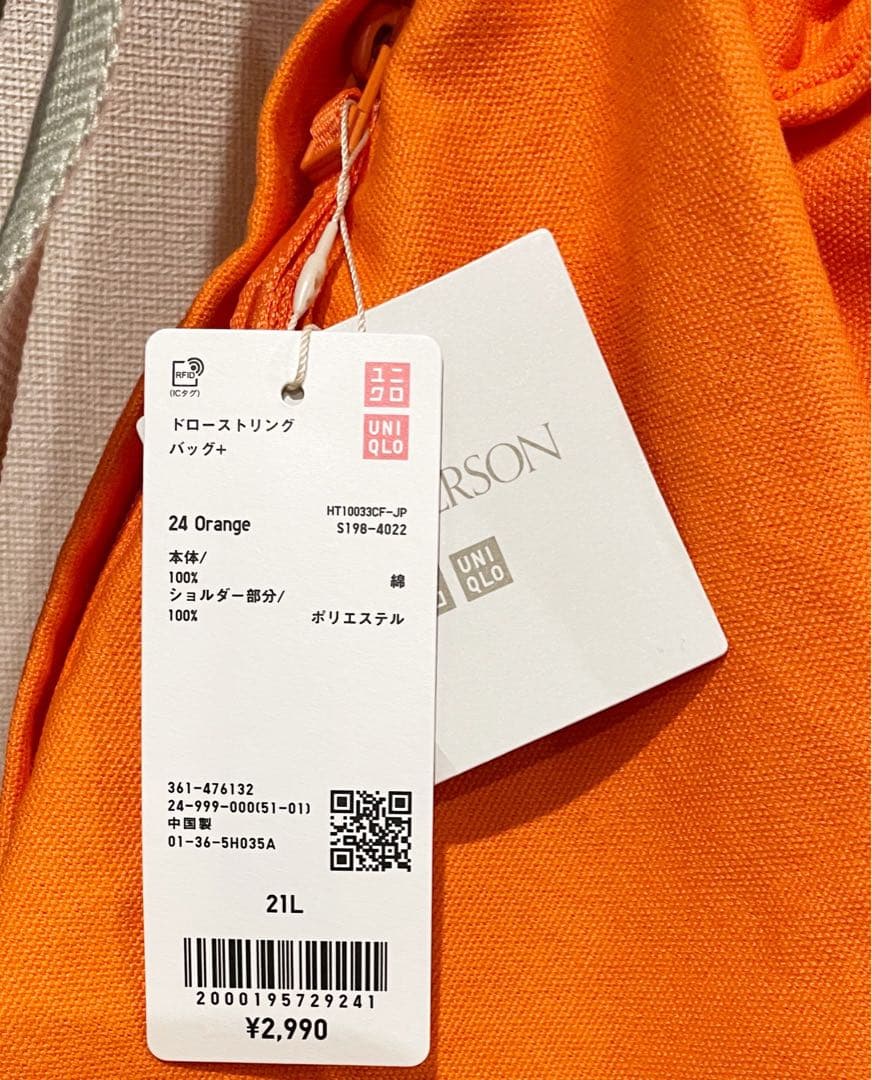 RFID
(ICタグ)
ユニ
クロ
UNI
QLO
ドローストリング
バッグ+
24 Orange
HT10033CF-JP
S198-4022
本体/
100% 綿
ショルダー部分/
100% ポリエステル
361-476132
24-999-000(51-01)
中国製
01-36-5H035A
21L
2000195729241
¥2,990
ERSON
UNI
QLO